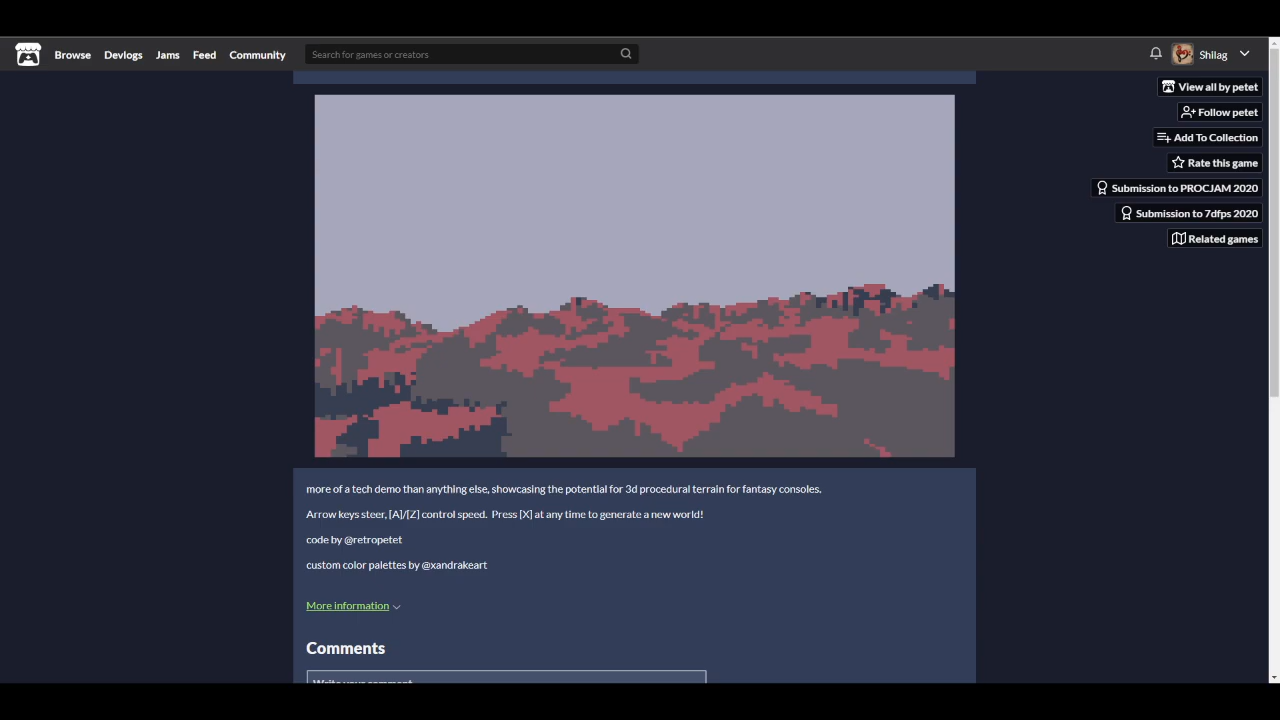 Browse Devlogs Jams Feed Community Search for games or creators Shilag
View all by petet
Follow petet
Add To Collection
Rate this game
Submission to PROCJAM 2020
Submission to 7dfps 2020
Related games
more of a tech demo than anything else, showcasing the potential for 3d procedural terrain for fantasy consoles.
Arrow keys steer, [A]/[Z] control speed. Press [X] at any time to generate a new world!
code by @retropetet
custom color palettes by @xandrakeart
More information
Comments
Write your comment